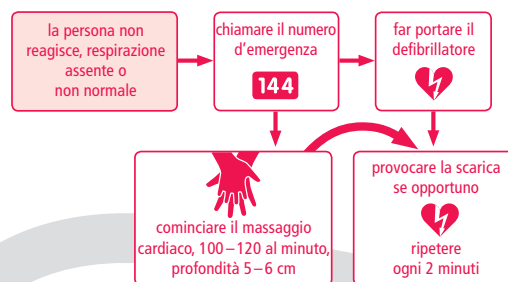 la persona non
reagisce, respirazione
assente o
non normale
chiamare il numero
d’emergenza
144
far portare il
defibrillatore
cominciare il massaggio
cardiaco, 100–120 al minuto,
profondità 5–6 cm
provocare la scarica
se opportuno
ripetere
ogni 2 minuti